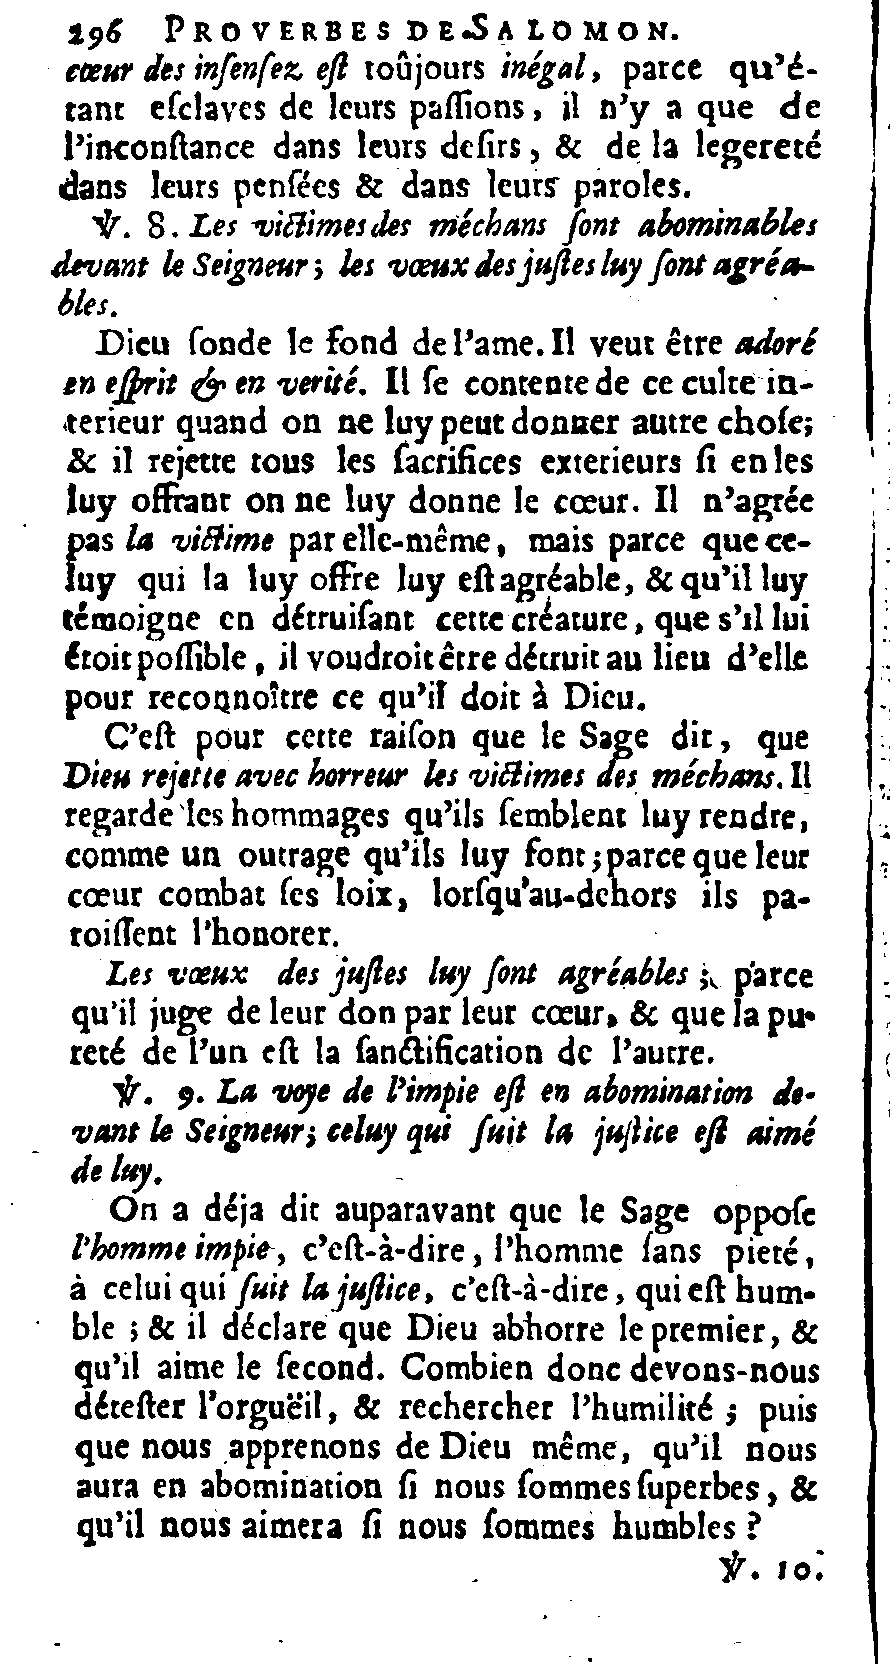 296 PROVERBES DE SALOMON.
cœur des inſenſez eſt toûjours inégal, parce qu'é-
tant eſclaves de leurs paſſions, il n'y a que de
l'inconſtance dans leurs deſirs, & de la legereté
dans leurs penſées & dans leurs paroles.
℣. 8. Les victimes des méchans ſont abominables
devant le Seigneur; les vœux des juſtes luy ſont agréa-
bles.
Dieu ſonde le fond de l'ame. Il veut être adoré
en eſprit & en verité. Il ſe contente de ce culte in-
terieur quand on ne luy peut donner autre choſe;
& il rejette tous les ſacrifices exterieurs ſi en les
luy offrant on ne luy donne le cœur. Il n'agrée
pas la victime par elle-même, mais parce que ce-
luy qui la luy offre luy eſt agréable, & qu'il luy
témoigne en détruiſant cette créature, que s'il lui
étoit poſſible, il voudroit être détruit au lieu d'elle
pour reconnoître ce qu'il doit à Dieu.
C'eſt pour cette raiſon que le Sage dit, que
Dieu rejette avec horreur les victimes des méchans. Il
regarde les hommages qu'ils ſemblent luy rendre,
comme un outrage qu'ils luy font; parce que leur
cœur combat ſes loix, lorſqu'au-dehors ils pa-
roiſſent l'honorer.
Les vœux des juſtes luy ſont agréables; parce
qu'il juge de leur don par leur cœur, & que la pu-
reté de l'un eſt la ſanctification de l'autre.
℣. 9. La voye de l'impie eſt en abomination de-
vant le Seigneur; celuy qui ſuit la juſtice eſt aimé
de luy.
On a déja dit auparavant que le Sage oppoſe
l'homme impie, c'eſt-à-dire, l'homme ſans pieté,
à celui qui ſuit la juſtice, c'eſt-à-dire, qui eſt hum-
ble; & il déclare que Dieu abhorre le premier, &
qu'il aime le ſecond. Combien donc devons-nous
déteſter l'orguëil, & rechercher l'humilité; puis
que nous apprenons de Dieu même, qu'il nous
aura en abomination ſi nous ſommes ſuperbes, &
qu'il nous aimera ſi nous ſommes humbles?
℣. 10.